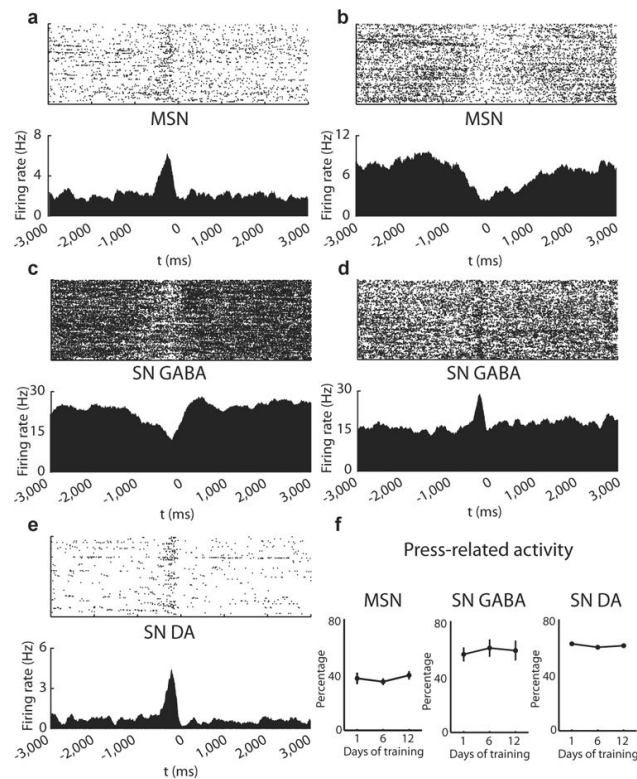 a
MSN
Firing rate (Hz)
8
4
0
-3,000 -2,000 -1,000 0 1,000 2,000 3,000
t (ms)
b
MSN
Firing rate (Hz)
12
6
0
-3,000 -2,000 -1,000 0 1,000 2,000 3,000
t (ms)
c
SN GABA
Firing rate (Hz)
30
15
0
-3,000 -2,000 -1,000 0 1,000 2,000 3,000
t (ms)
d
SN GABA
Firing rate (Hz)
30
15
0
-3,000 -2,000 -1,000 0 1,000 2,000 3,000
t (ms)
e
SN DA
Firing rate (Hz)
6
3
0
-3,000 -2,000 -1,000 0 1,000 2,000 3,000
t (ms)
f
Press-related activity
MSN
Percentage
80
40
0
1 6 12
Days of training
SN GABA
Percentage
80
40
0
1 6 12
Days of training
SN DA
Percentage
80
40
0
1 6 12
Days of training